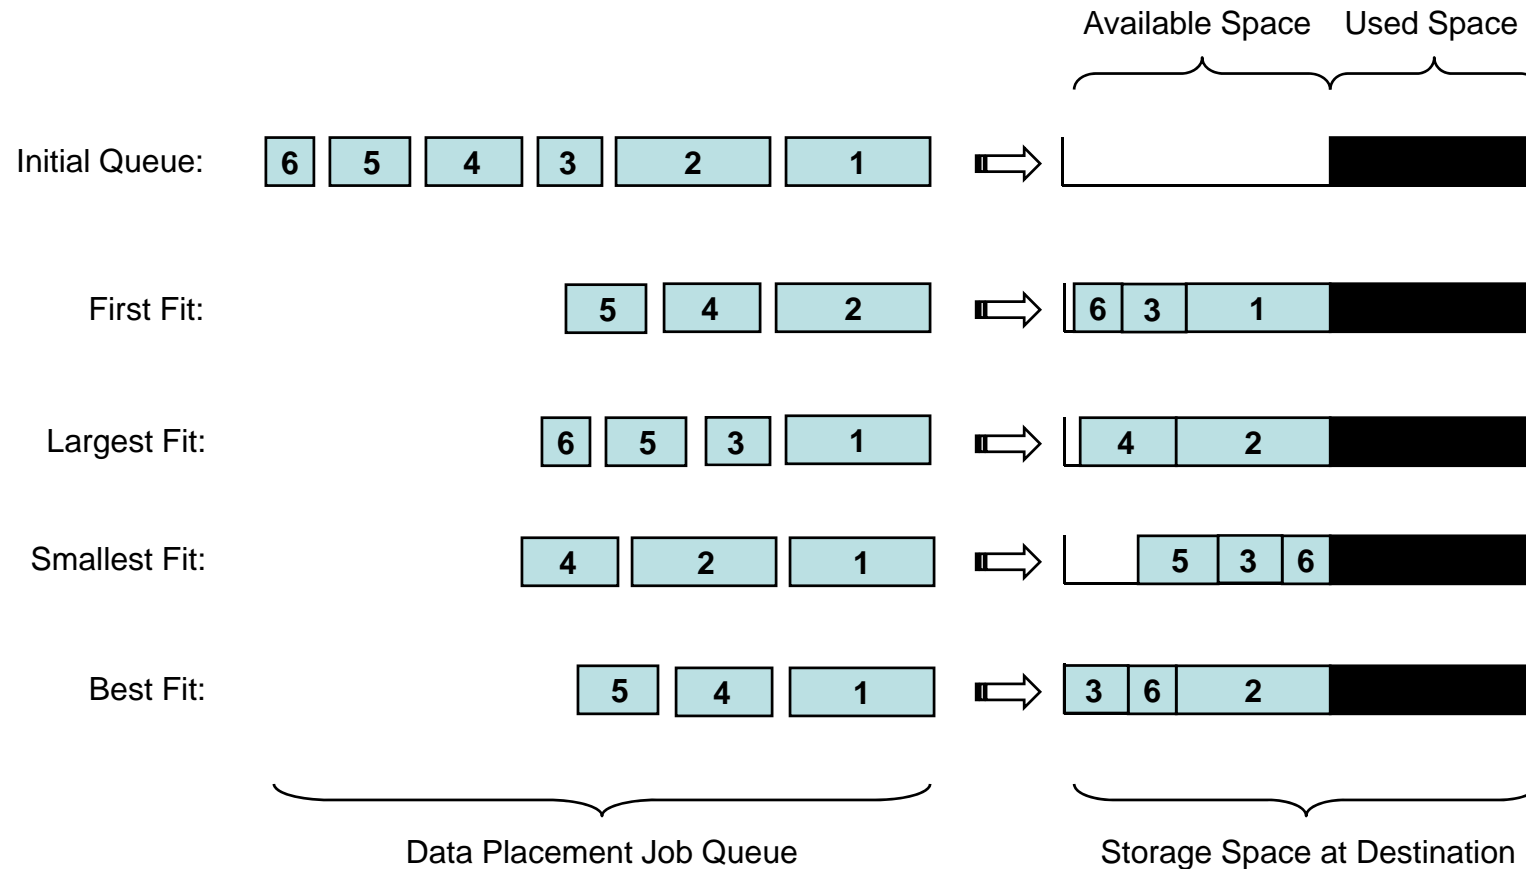 Available Space Used Space
Initial Queue: 6 5 4 3 2 1
First Fit: 5 4 2 6 3 1
Largest Fit: 6 5 3 1 4 2
Smallest Fit: 4 2 1 5 3 6
Best Fit: 5 4 1 3 6 2
Data Placement Job Queue Storage Space at Destination